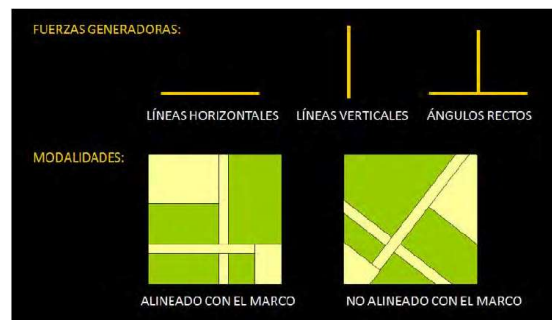 FUERZAS GENERADORAS:
LÍNEAS HORIZONTALES
LÍNEAS VERTICALES
ÁNGULOS RECTOS
MODALIDADES:
ALINEADO CON EL MARCO
NO ALINEADO CON EL MARCO